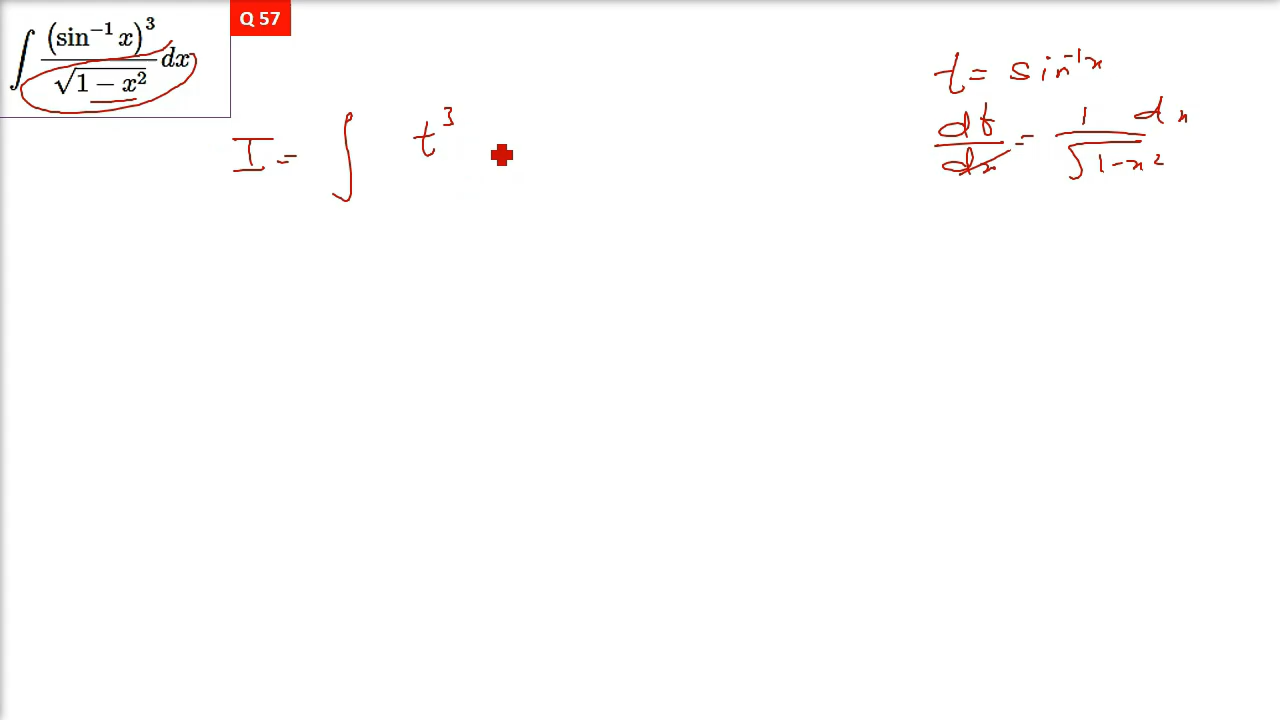 ∫ (sin⁻¹ x)³ / √(1 − x²) dx
Q 57
t = sin⁻¹x
dt/dx = 1/√(1−x²) dx
I = ∫ t³